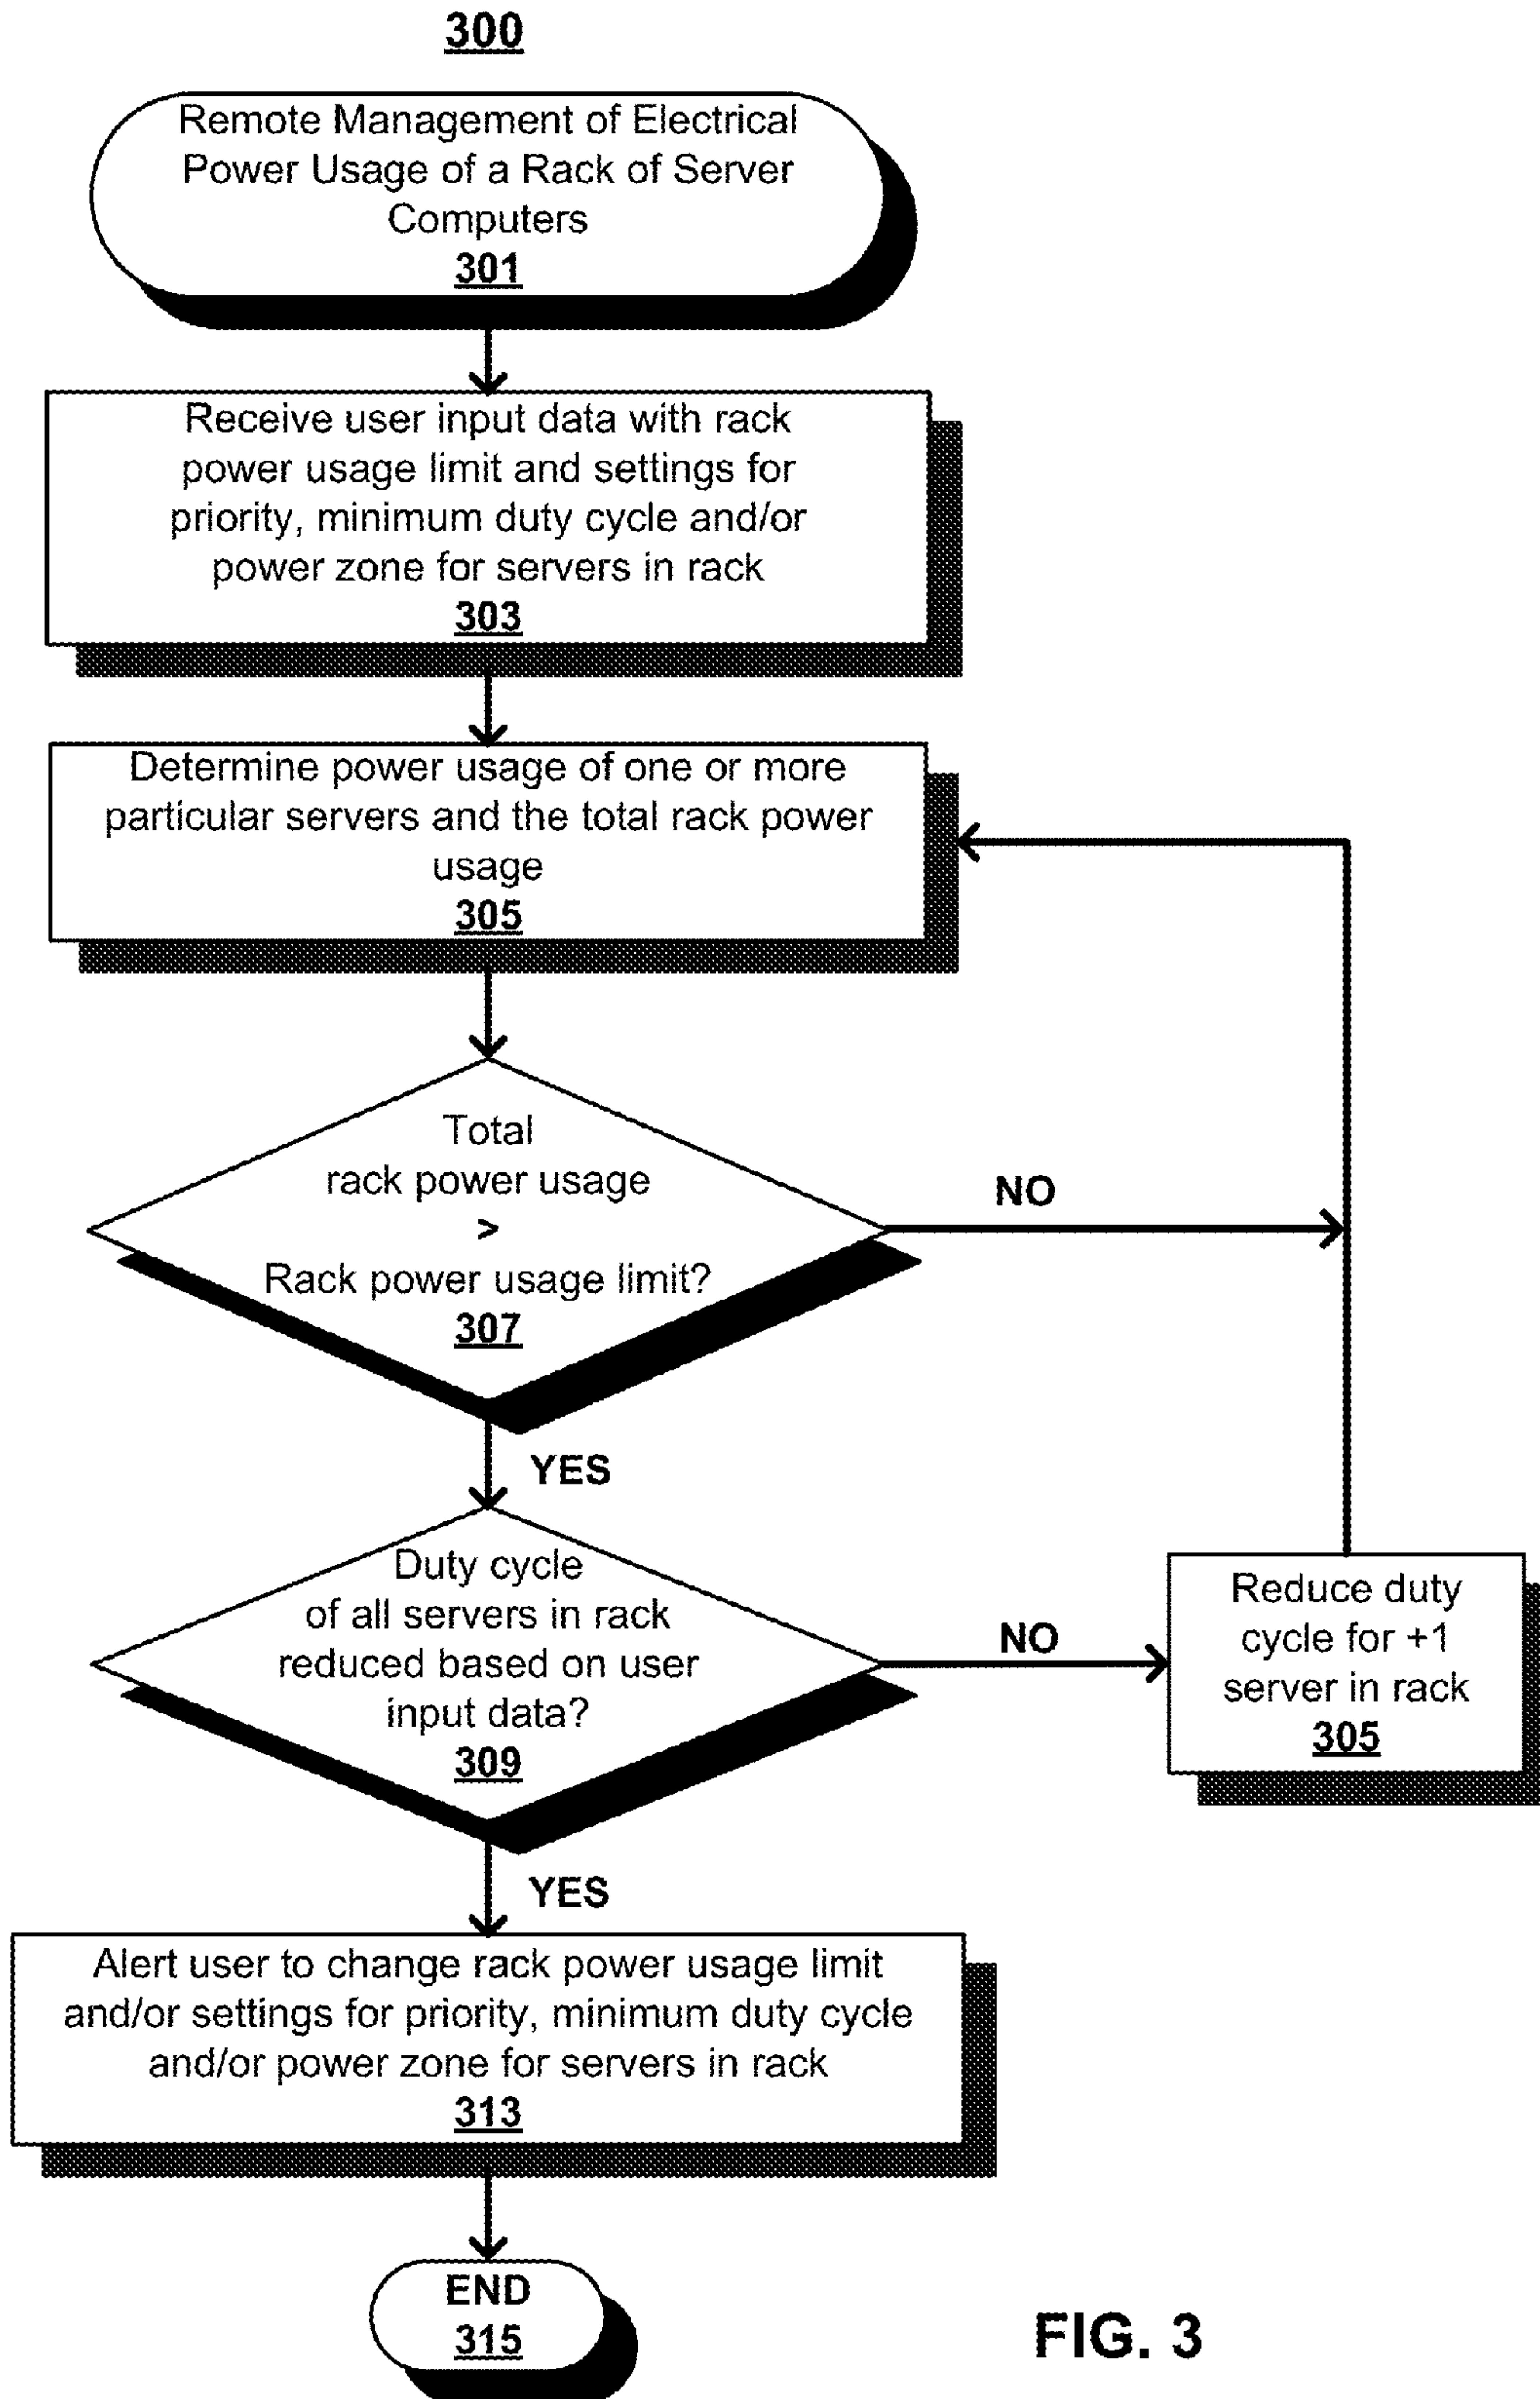 300
Remote Management of Electrical
Power Usage of a Rack of Server
Computers
301
Receive user input data with rack
power usage limit and settings for
priority, minimum duty cycle and/or
power zone for servers in rack
303
Determine power usage of one or more
particular servers and the total rack power
usage
305
Total
rack power usage
>
Rack power usage limit?
307
NO
YES
Duty cycle
of all servers in rack
reduced based on user
input data?
309
NO
Reduce duty
cycle for +1
server in rack
305
YES
Alert user to change rack power usage limit
and/or settings for priority, minimum duty cycle
and/or power zone for servers in rack
313
END
315
FIG. 3